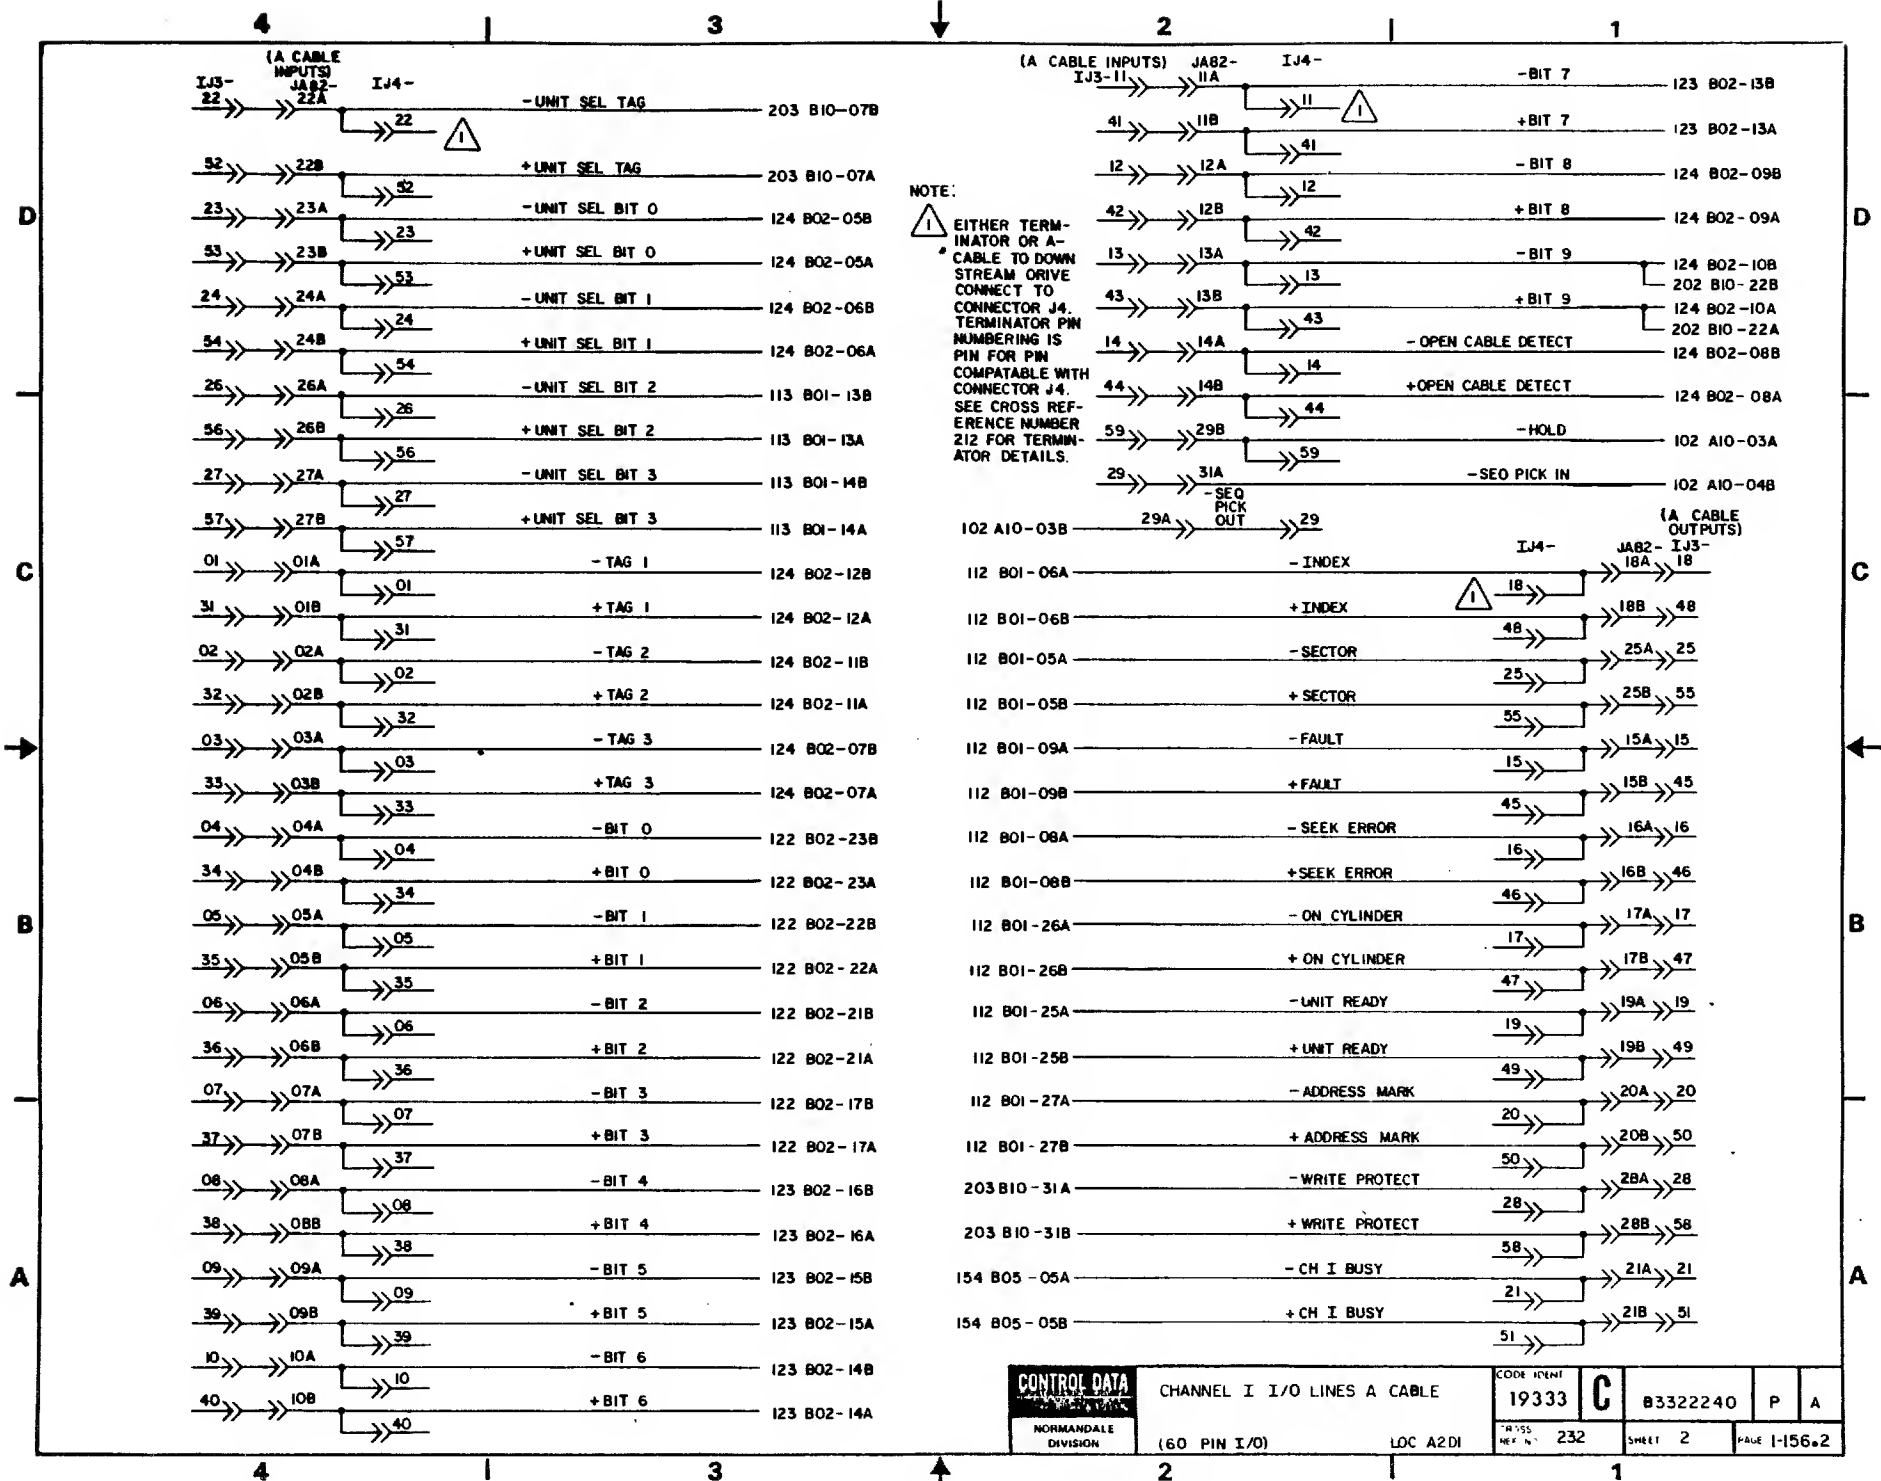 4 3 2 1
(A CABLE
INPUTS)
IJ3- JA82- IJ4-
22 22A -UNIT SEL TAG 203 B10-07B
22 1
52 22B +UNIT SEL TAG 203 B10-07A
52
D
23 23A -UNIT SEL BIT 0 124 B02-05B
23
53 23B +UNIT SEL BIT 0 124 B02-05A
53
24 24A -UNIT SEL BIT 1 124 B02-06B
24
54 24B +UNIT SEL BIT 1 124 B02-06A
54
26 26A -UNIT SEL BIT 2 113 B01-13B
26
56 26B +UNIT SEL BIT 2 113 B01-13A
56
27 27A -UNIT SEL BIT 3 113 B01-14B
27
57 27B +UNIT SEL BIT 3 113 B01-14A
57
C
01 01A -TAG 1 124 B02-12B
01
31 01B +TAG 1 124 B02-12A
31
02 02A -TAG 2 124 B02-11B
02
32 02B +TAG 2 124 B02-11A
32
03 03A -TAG 3 124 B02-07B
03
33 03B +TAG 3 124 B02-07A
33
04 04A -BIT 0 122 B02-23B
04
34 04B +BIT 0 122 B02-23A
34
B
05 05A -BIT 1 122 B02-22B
05
35 05B +BIT 1 122 B02-22A
35
06 06A -BIT 2 122 B02-21B
06
36 06B +BIT 2 122 B02-21A
36
07 07A -BIT 3 122 B02-17B
07
37 07B +BIT 3 122 B02-17A
37
08 08A -BIT 4 123 B02-16B
08
38 08B +BIT 4 123 B02-16A
38
A
09 09A -BIT 5 123 B02-15B
09
39 09B +BIT 5 123 B02-15A
39
10 10A -BIT 6 123 B02-14B
10
40 10B +BIT 6 123 B02-14A
40
NOTE:
1 EITHER TERM-
INATOR OR A-
CABLE TO DOWN
STREAM DRIVE
CONNECT TO
CONNECTOR J4.
TERMINATOR PIN
NUMBERING IS
PIN FOR PIN
COMPATABLE WITH
CONNECTOR J4.
SEE CROSS REF-
ERENCE NUMBER
212 FOR TERMIN-
ATOR DETAILS.
(A CABLE INPUTS) JA82- IJ4-
IJ3-11 11A -BIT 7 123 B02-13B
11 1
41 11B +BIT 7 123 B02-13A
41
12 12A -BIT 8 124 B02-09B
12
42 12B +BIT 8 124 B02-09A
42
D
13 13A -BIT 9 124 B02-10B
13 202 B10-22B
43 13B +BIT 9 124 B02-10A
43 202 B10-22A
14 14A -OPEN CABLE DETECT 124 B02-08B
14
44 14B +OPEN CABLE DETECT 124 B02-08A
44
59 29B -HOLD 102 A10-03A
59
29 31A -SEQ PICK IN 102 A10-04B
-SEQ
PICK
OUT
102 A10-03B 29A 29
(A CABLE
OUTPUTS)
IJ4- JA82- IJ3-
112 B01-06A -INDEX 18A 18
1 18
C
112 B01-06B +INDEX 18B 48
48
112 B01-05A -SECTOR 25A 25
25
112 B01-05B +SECTOR 25B 55
55
112 B01-09A -FAULT 15A 15
15
112 B01-09B +FAULT 15B 45
45
112 B01-08A -SEEK ERROR 16A 16
16
112 B01-08B +SEEK ERROR 16B 46
46
112 B01-26A -ON CYLINDER 17A 17
17
B
112 B01-26B +ON CYLINDER 17B 47
47
112 B01-25A -UNIT READY 19A 19
19
112 B01-25B +UNIT READY 19B 49
49
112 B01-27A -ADDRESS MARK 20A 20
20
112 B01-27B +ADDRESS MARK 20B 50
50
203 B10-31A -WRITE PROTECT 28A 28
28
203 B10-31B +WRITE PROTECT 28B 58
58
154 B05-05A -CH I BUSY 21A 21
21
A
154 B05-05B +CH I BUSY 21B 51
51
CONTROL DATA
NORMANDALE
DIVISION
CHANNEL I I/O LINES A CABLE
(60 PIN I/O) LOC A2D1
CODE IDENT
19333 C 83322240 P A
CROSS
REF NO 232 SHEET 2 PAGE 1-156.2
4 3 2 1